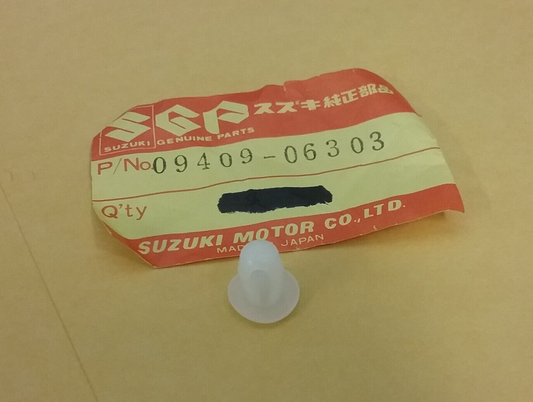 SGP スズキ純正部品
SUZUKI GENUINE PARTS
P/No. 09409-06303
Q'ty
SUZUKI MOTOR CO., LTD.
MADE IN JAPAN